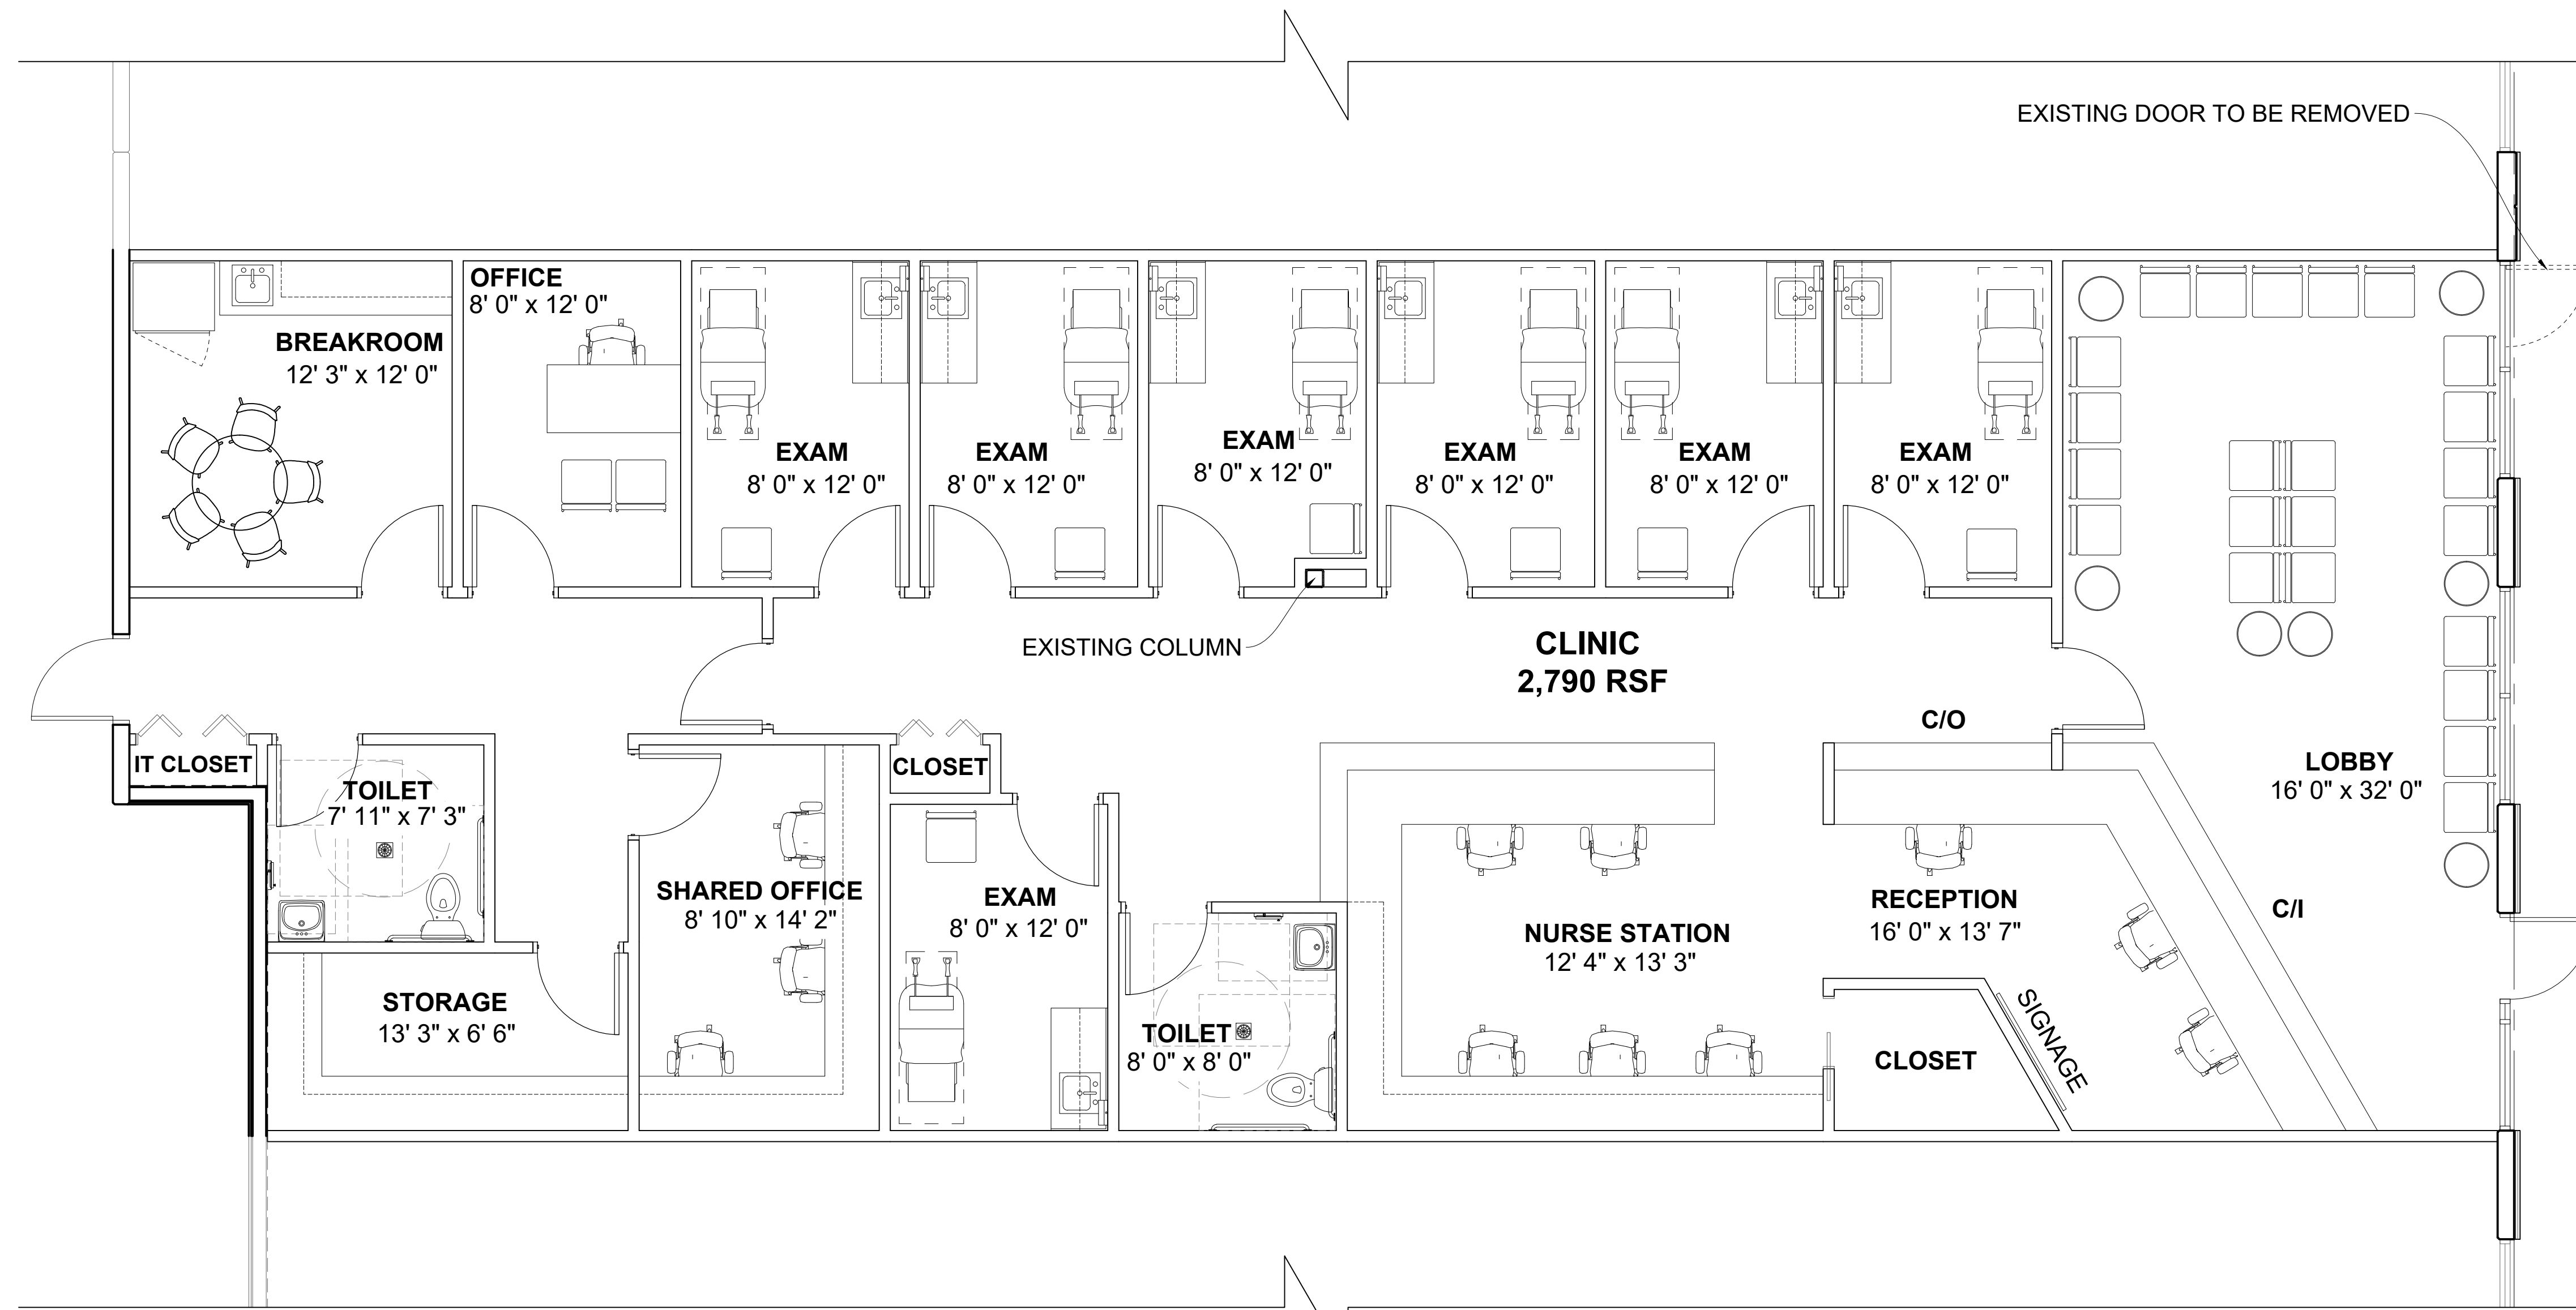 EXISTING DOOR TO BE REMOVED
OFFICE
8' 0" x 12' 0"
BREAKROOM
12' 3" x 12' 0"
EXAM
8' 0" x 12' 0"
EXAM
8' 0" x 12' 0"
EXAM
8' 0" x 12' 0"
EXAM
8' 0" x 12' 0"
EXAM
8' 0" x 12' 0"
EXAM
8' 0" x 12' 0"
EXISTING COLUMN
CLINIC
2,790 RSF
C/O
LOBBY
16' 0" x 32' 0"
IT CLOSET
TOILET
7' 11" x 7' 3"
CLOSET
SHARED OFFICE
8' 10" x 14' 2"
EXAM
8' 0" x 12' 0"
NURSE STATION
12' 4" x 13' 3"
RECEPTION
16' 0" x 13' 7"
C/I
STORAGE
13' 3" x 6' 6"
TOILET
8' 0" x 8' 0"
CLOSET
SIGNAGE